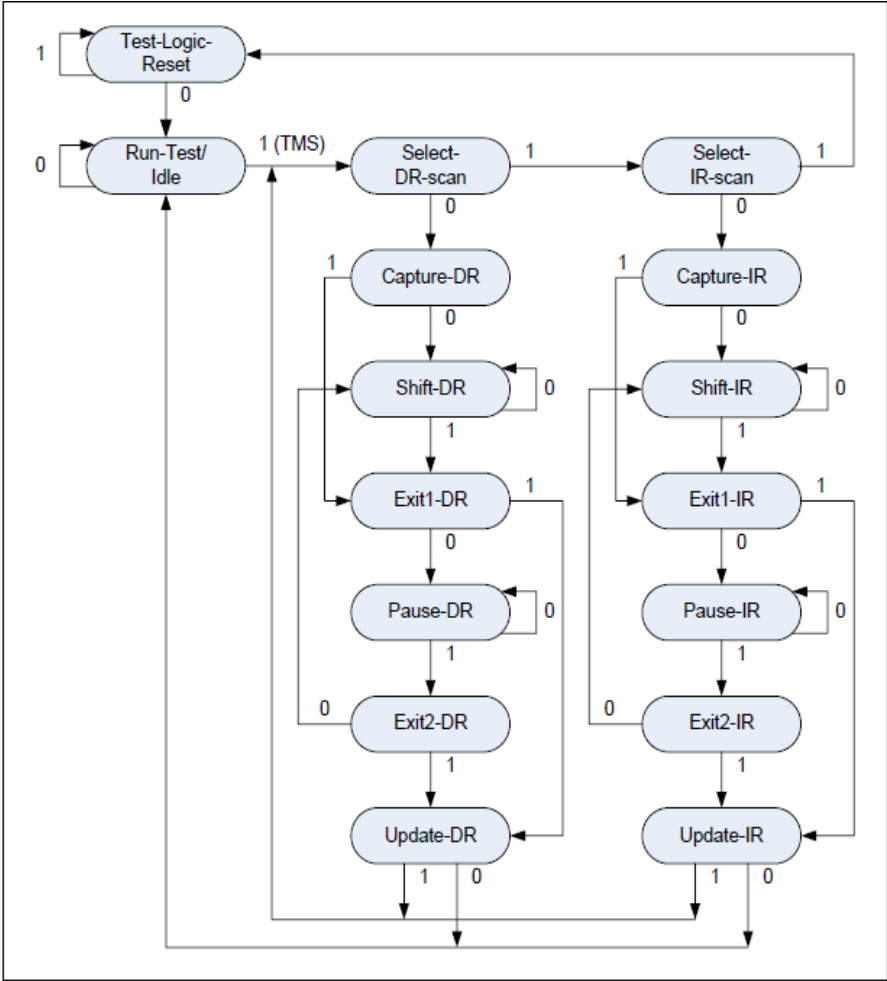 1
Test-Logic-
Reset
0
0
Run-Test/
Idle
1 (TMS)
Select-
DR-scan
1
Select-
IR-scan
1
0
0
1
Capture-DR
1
Capture-IR
0
0
Shift-DR
0
Shift-IR
0
1
1
Exit1-DR
1
Exit1-IR
1
0
0
Pause-DR
0
Pause-IR
0
1
1
0
Exit2-DR
0
Exit2-IR
1
1
Update-DR
Update-IR
1
0
1
0